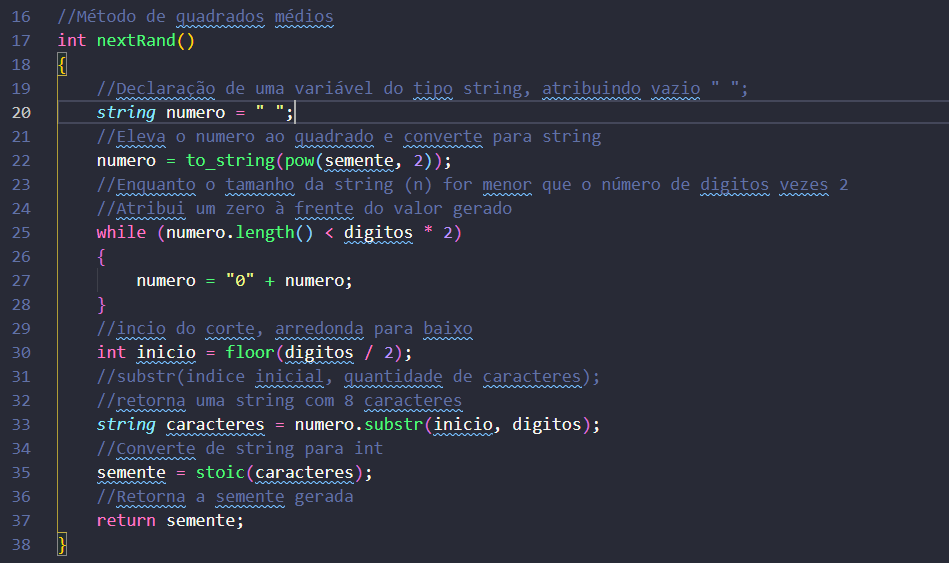 16 //Método de quadrados médios
17 int nextRand()
18 {
19 //Declaração de uma variável do tipo string, atribuindo vazio " ";
20 string numero = " ";
21 //Eleva o numero ao quadrado e converte para string
22 numero = to_string(pow(semente, 2));
23 //Enquanto o tamanho da string (n) for menor que o número de digitos vezes 2
24 //Atribui um zero à frente do valor gerado
25 while (numero.length() < digitos * 2)
26 {
27 numero = "0" + numero;
28 }
29 //incio do corte, arredonda para baixo
30 int inicio = floor(digitos / 2);
31 //substr(indice inicial, quantidade de caracteres);
32 //retorna uma string com 8 caracteres
33 string caracteres = numero.substr(inicio, digitos);
34 //Converte de string para int
35 semente = stoic(caracteres);
36 //Retorna a semente gerada
37 return semente;
38 }